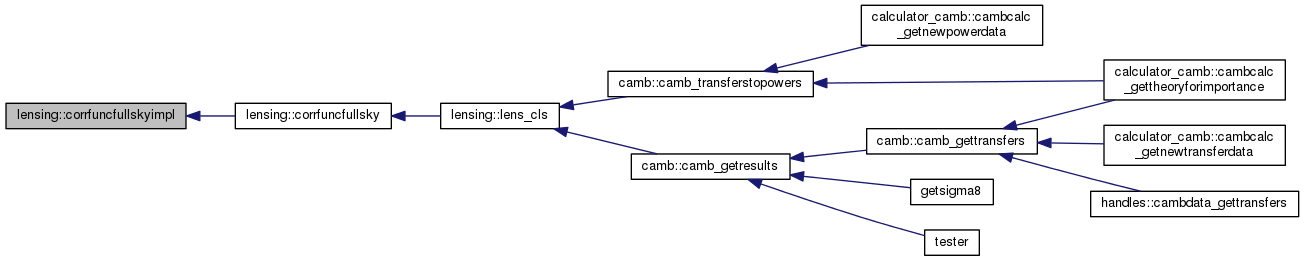 calculator_camb::cambcalc
_getnewpowerdata
camb::camb_transferstopowers
calculator_camb::cambcalc
_gettheoryforimportance
lensing::corrfuncfullskyimpl
lensing::corrfuncfullsky
lensing::lens_cls
camb::camb_gettransfers
calculator_camb::cambcalc
_getnewtransferdata
camb::camb_getresults
getsigma8
handles::cambdata_gettransfers
tester